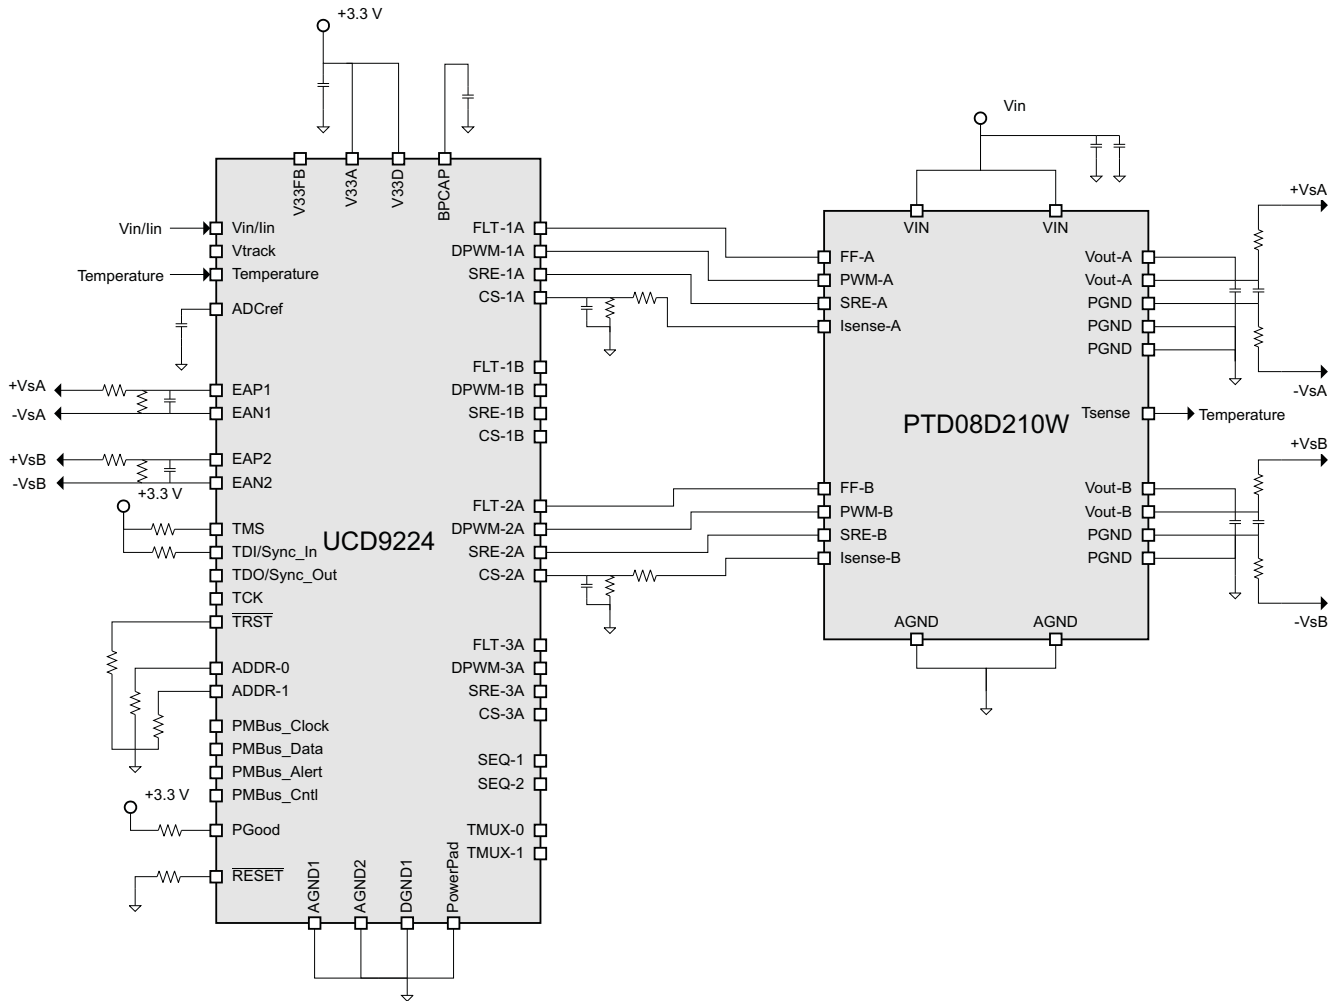 +3.3 V
V33FB
V33A
V33D
BPCAP
Vin/Iin
Vin/Iin
Vtrack
Temperature
Temperature
ADCref
+VsA
EAP1
-VsA
EAN1
+VsB
EAP2
-VsB
EAN2
+3.3 V
TMS
TDI/Sync_In
TDO/Sync_Out
TCK
TRST
ADDR-0
ADDR-1
PMBus_Clock
PMBus_Data
PMBus_Alert
PMBus_Cntl
+3.3 V
PGood
RESET
UCD9224
FLT-1A
DPWM-1A
SRE-1A
CS-1A
FLT-1B
DPWM-1B
SRE-1B
CS-1B
FLT-2A
DPWM-2A
SRE-2A
CS-2A
FLT-3A
DPWM-3A
SRE-3A
CS-3A
SEQ-1
SEQ-2
TMUX-0
TMUX-1
AGND1
AGND2
DGND1
PowerPad
Vin
VIN
VIN
FF-A
PWM-A
SRE-A
Isense-A
PTD08D210W
FF-B
PWM-B
SRE-B
Isense-B
Vout-A
Vout-A
PGND
PGND
PGND
Tsense
Temperature
Vout-B
Vout-B
PGND
PGND
AGND
AGND
+VsA
-VsA
+VsB
-VsB